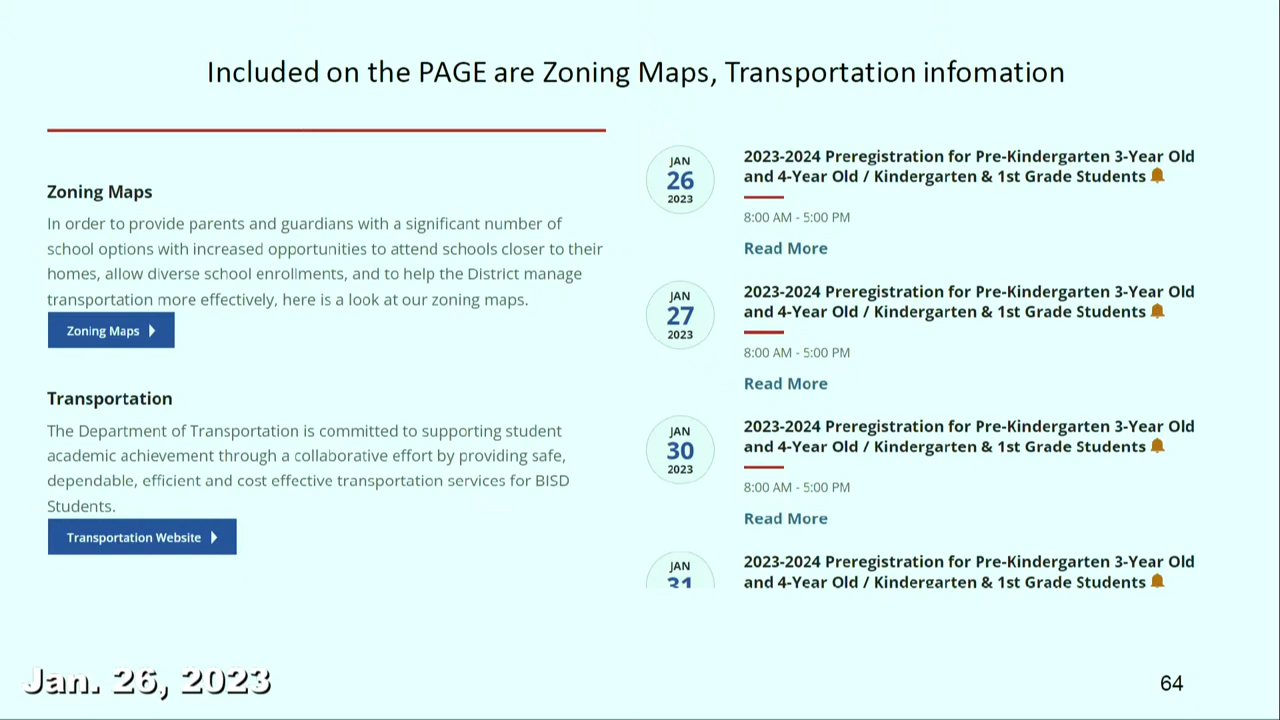 Included on the PAGE are Zoning Maps, Transportation infomation
Zoning Maps
In order to provide parents and guardians with a significant number of
school options with increased opportunities to attend schools closer to their
homes, allow diverse school enrollments, and to help the District manage
transportation more effectively, here is a look at our zoning maps.
Zoning Maps
Transportation
The Department of Transportation is committed to supporting student
academic achievement through a collaborative effort by providing safe,
dependable, efficient and cost effective transportation services for BISD
Students.
Transportation Website
JAN
26
2023
2023-2024 Preregistration for Pre-Kindergarten 3-Year Old
and 4-Year Old / Kindergarten & 1st Grade Students
8:00 AM - 5:00 PM
Read More
JAN
27
2023
2023-2024 Preregistration for Pre-Kindergarten 3-Year Old
and 4-Year Old / Kindergarten & 1st Grade Students
8:00 AM - 5:00 PM
Read More
JAN
30
2023
2023-2024 Preregistration for Pre-Kindergarten 3-Year Old
and 4-Year Old / Kindergarten & 1st Grade Students
8:00 AM - 5:00 PM
Read More
JAN
31
2023-2024 Preregistration for Pre-Kindergarten 3-Year Old
and 4-Year Old / Kindergarten & 1st Grade Students
Jan. 26, 2023
64